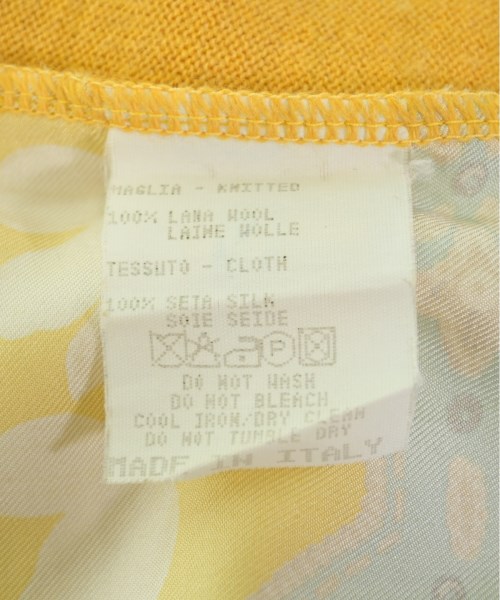 MAGLIA - KNITTED
100% LANA WOOL
LAINE WOLLE
TESSUTO - CLOTH
100% SETA SILK
SOIE SEIDE
P
DO NOT WASH
DO NOT BLEACH
COOL IRON/DRY CLEAN
DO NOT TUMBLE DRY
MADE IN ITALY